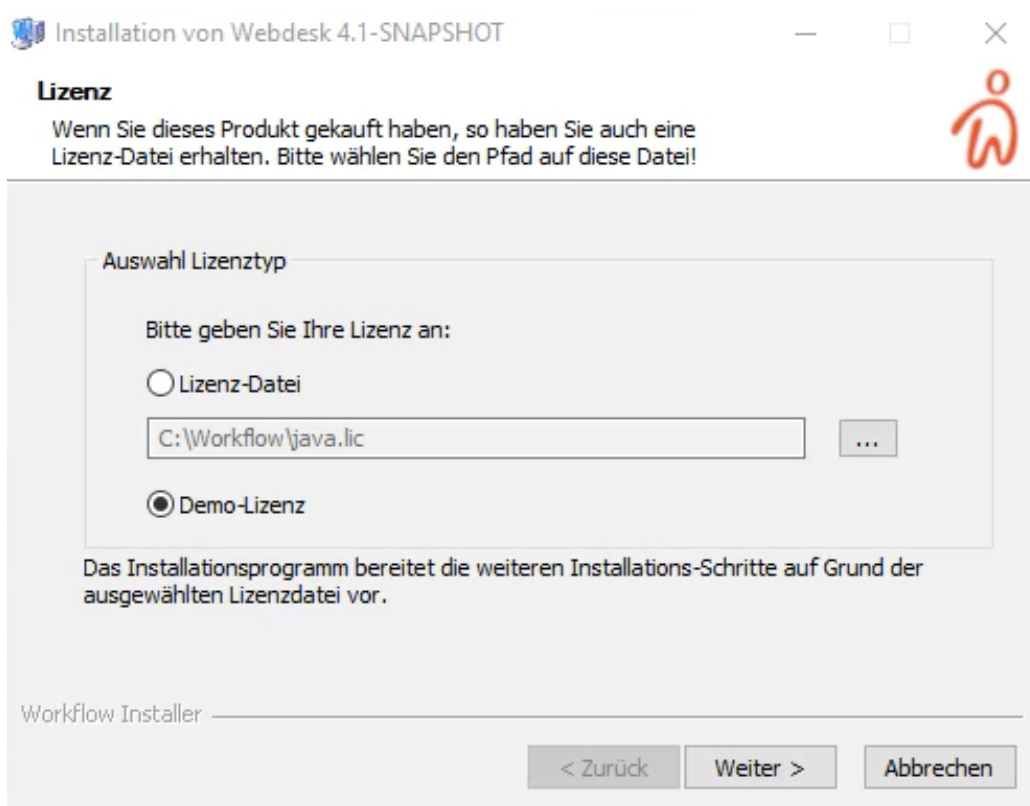 Installation von Webdesk 4.1-SNAPSHOT
Lizenz
Wenn Sie dieses Produkt gekauft haben, so haben Sie auch eine
Lizenz-Datei erhalten. Bitte wählen Sie den Pfad auf diese Datei!
Auswahl Lizenztyp
Bitte geben Sie Ihre Lizenz an:
Lizenz-Datei
C:\Workflow\java.lic
...
Demo-Lizenz
Das Installationsprogramm bereitet die weiteren Installations-Schritte auf Grund der
ausgewählten Lizenzdatei vor.
Workflow Installer
< Zurück
Weiter >
Abbrechen